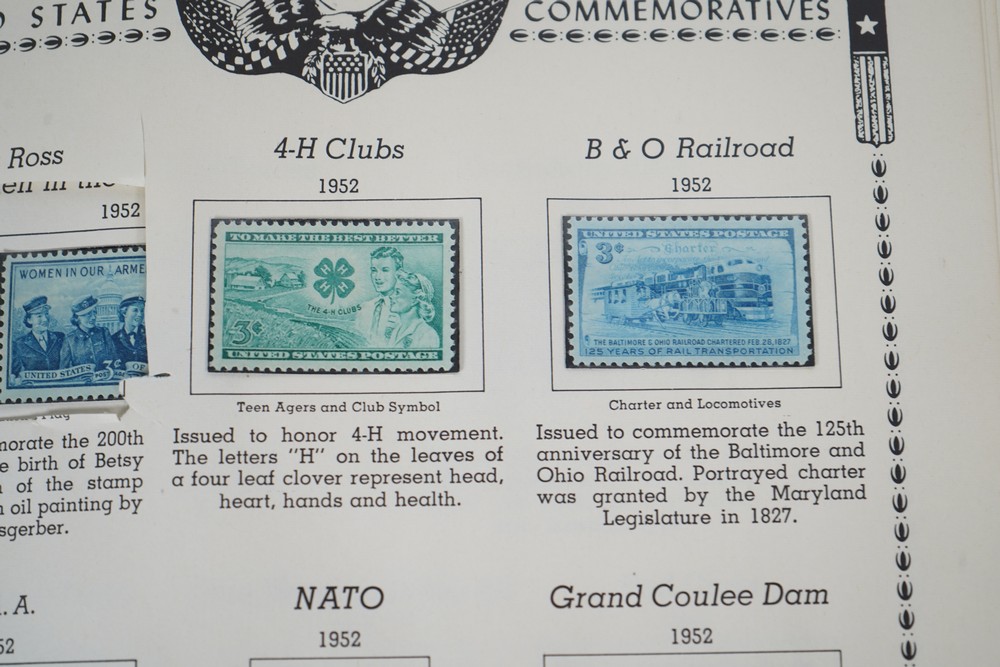 D STATES
COMMEMORATIVES
Ross
1952
WOMEN IN OUR ARME
UNITED STATES
3¢
OF
morate the 200th
e birth of Betsy
of the stamp
oil painting by
sgerber.
4-H Clubs
1952
TO MAKE THE BEST BETTER
H H
H H
THE 4-H CLUBS
3¢
UNITED STATES POSTAGE
Teen Agers and Club Symbol
Issued to honor 4-H movement.
The letters "H" on the leaves of
a four leaf clover represent head,
heart, hands and health.
B & O Railroad
1952
UNITED STATES POSTAGE
3¢
Charter
THE BALTIMORE & OHIO RAILROAD CHARTERED FEB. 28, 1827
125 YEARS OF RAIL TRANSPORTATION
Charter and Locomotives
Issued to commemorate the 125th
anniversary of the Baltimore and
Ohio Railroad. Portrayed charter
was granted by the Maryland
Legislature in 1827.
. A.
52
NATO
1952
Grand Coulee Dam
1952